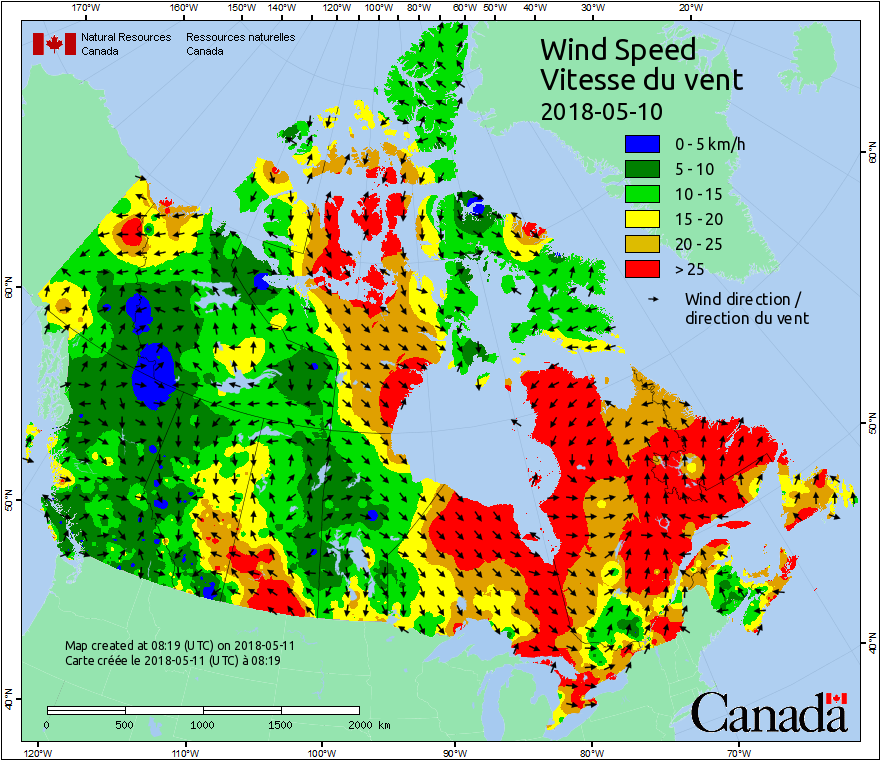 170°W 160°W 150°W 140°W 130°W 120°W 110°W 100°W 90°W 80°W 70°W 60°W 50°W 40°W 30°W 20°W
Natural Resources Ressources naturelles
Canada Canada
Wind Speed
Vitesse du vent
2018-05-10
0 - 5 km/h
5 - 10
10 - 15
15 - 20
20 - 25
> 25
Wind direction /
direction du vent
60°N 60°N
50°N 50°N
40°N 40°N
Map created at 08:19 (UTC) on 2018-05-11
Carte créée le 2018-05-11 (UTC) à 08:19
0 500 1000 1500 2000 km
Canada
120°W 110°W 100°W 90°W 80°W 70°W